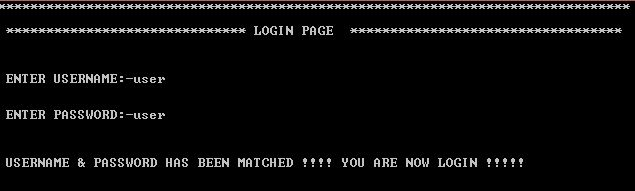 *******************************************************************************
****************************** LOGIN PAGE  **********************************
ENTER USERNAME:-user
ENTER PASSWORD:-user
USERNAME & PASSWORD HAS BEEN MATCHED !!!! YOU ARE NOW LOGIN !!!!!